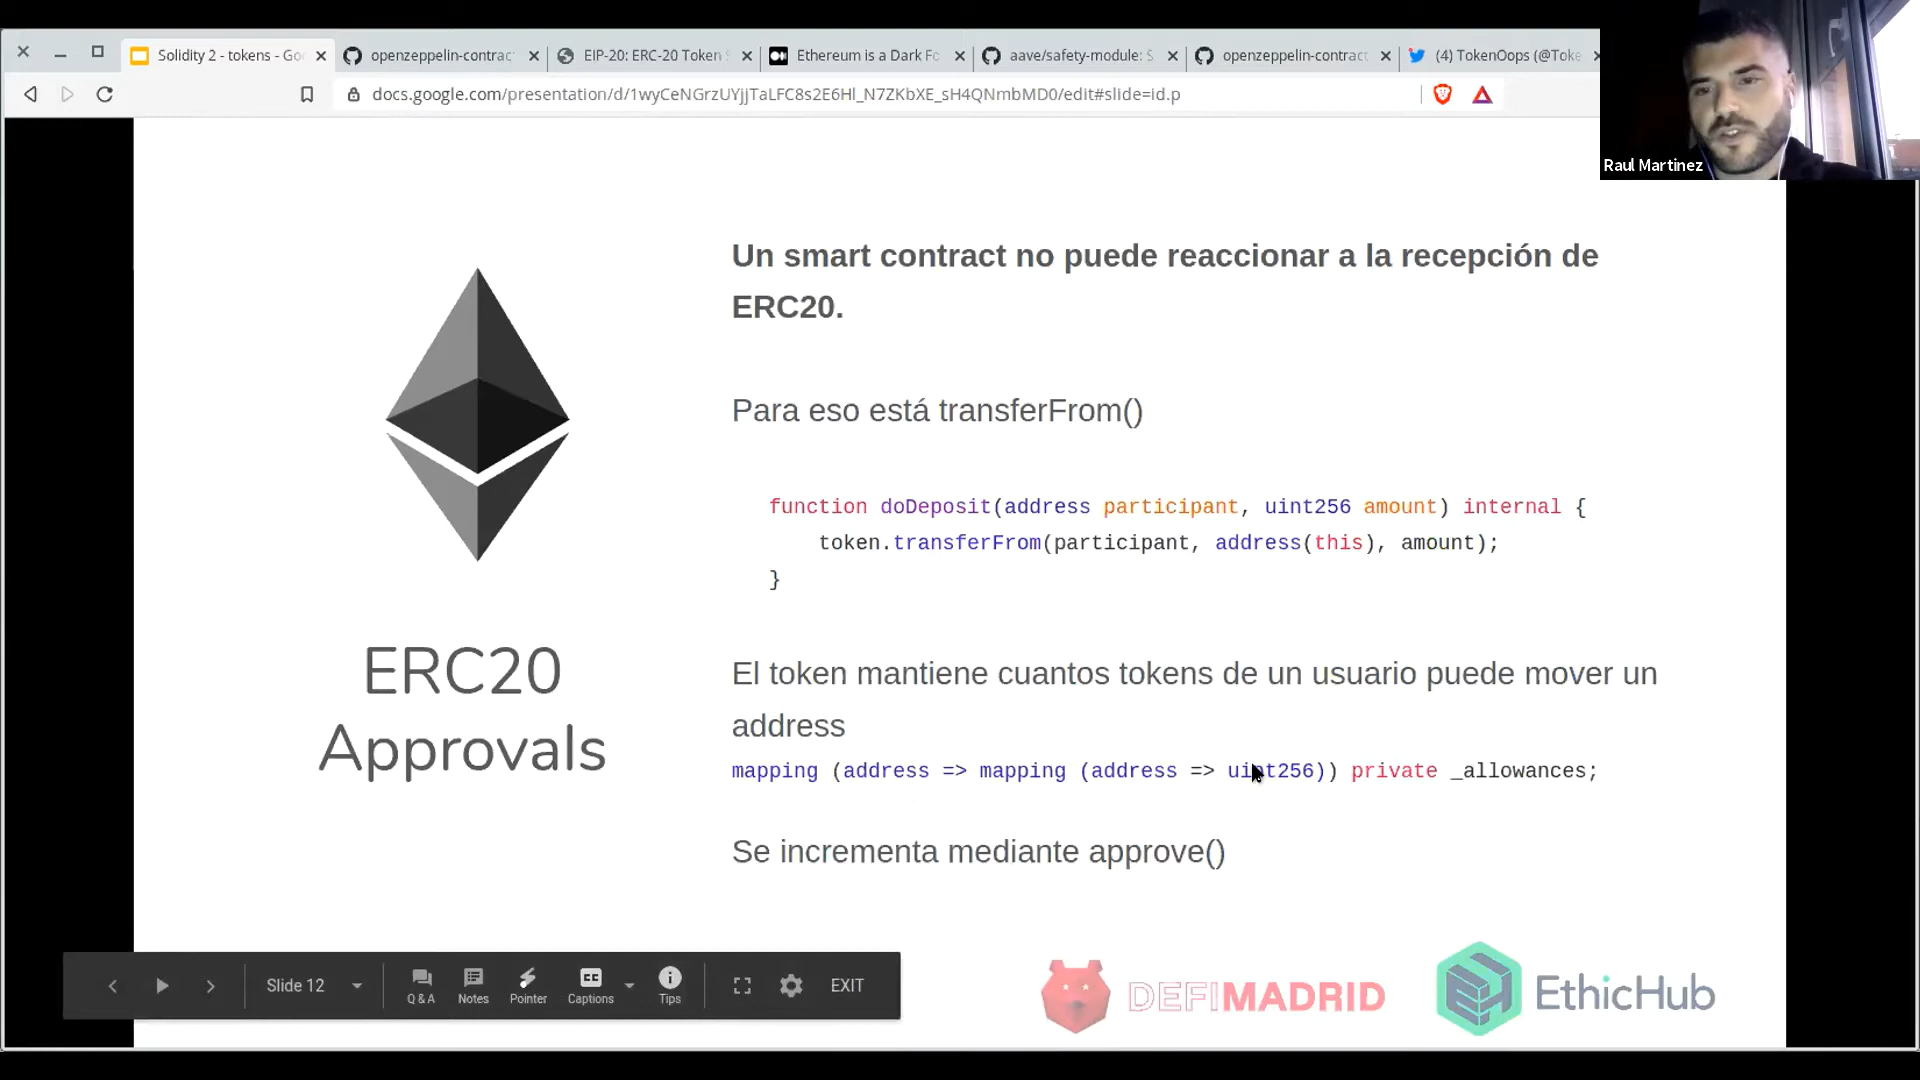 Solidity 2 - tokens - Go
openzeppelin-contrac
EIP-20: ERC-20 Token S
Ethereum is a Dark Fo
aave/safety-module: S
openzeppelin-contract
(4) TokenOops (@Toke
docs.google.com/presentation/d/1wyCeNGrzUYjjTaLFC8s2E6Hl_N7ZKbXE_sH4QNmbMD0/edit#slide=id.p
Raul Martinez
Un smart contract no puede reaccionar a la recepción de
ERC20.
Para eso está transferFrom()
function doDeposit(address participant, uint256 amount) internal {
token.transferFrom(participant, address(this), amount);
}
ERC20
Approvals
El token mantiene cuantos tokens de un usuario puede mover un
address
mapping (address => mapping (address => uint256)) private _allowances;
Se incrementa mediante approve()
Slide 12
Q & A
Notes
Pointer
CC
Captions
Tips
EXIT
DEFIMADRID
EthicHub